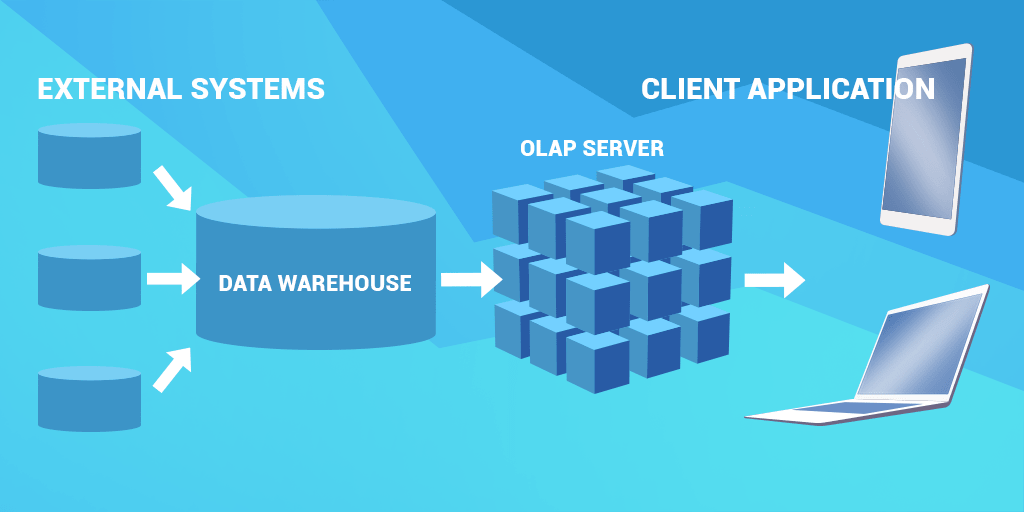 EXTERNAL SYSTEMS
CLIENT APPLICATION
OLAP SERVER
DATA WAREHOUSE